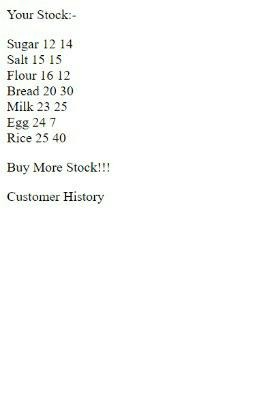 Your Stock:-
Sugar 12 14
Salt 15 15
Flour 16 12
Bread 20 30
Milk 23 25
Egg 24 7
Rice 25 40
Buy More Stock!!!
Customer History